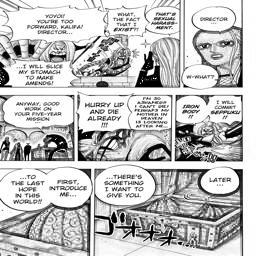 DIRECTOR
W-WHAT?
THAT'S
SEXUAL
HARASS-
MENT.
WHAT,
THE FACT
THAT I
EXIST?!
YOYOI!
YOU'RE TOO
FORWARD, KALIFA!
DIRECTOR...
...I WILL SLICE
MY STOMACH
TO MAKE
AMENDS!
I WILL
COMMIT
SEPPUKU
!!
IRON
BODY
!!
I'M SO
ASHAMED!
I CAN'T DIE!
PERHAPS MY
MOTHER IN
HEAVEN
IS LOOKING
AFTER ME...
HURRY UP
AND DIE
ALREADY
!!!
ANYWAY, GOOD
WORK ON
YOUR FIVE-YEAR
MISSION.
LATER...
...THERE'S
SOMETHING
I WANT TO
GIVE YOU.
FIRST,
INTRODUCE
ME...
...TO
THE LAST
HOPE
IN THIS
WORLD!!